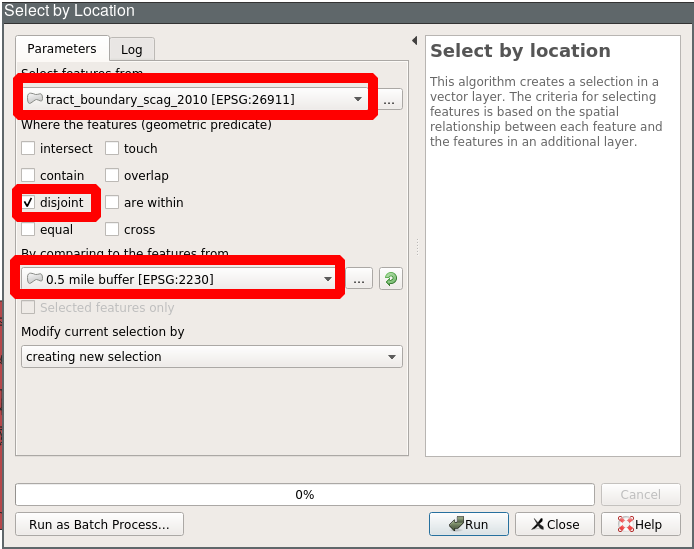 Select by Location
Parameters
Log
Select features from
tract_boundary_scag_2010 [EPSG:26911]
...
Where the features (geometric predicate)
intersect
touch
contain
overlap
disjoint
are within
equal
cross
By comparing to the features from
0.5 mile buffer [EPSG:2230]
...
Selected features only
Modify current selection by
creating new selection
Select by location
This algorithm creates a selection in a
vector layer. The criteria for selecting
features is based on the spatial
relationship between each feature and
the features in an additional layer.
0%
Cancel
Run as Batch Process...
Run
Close
Help